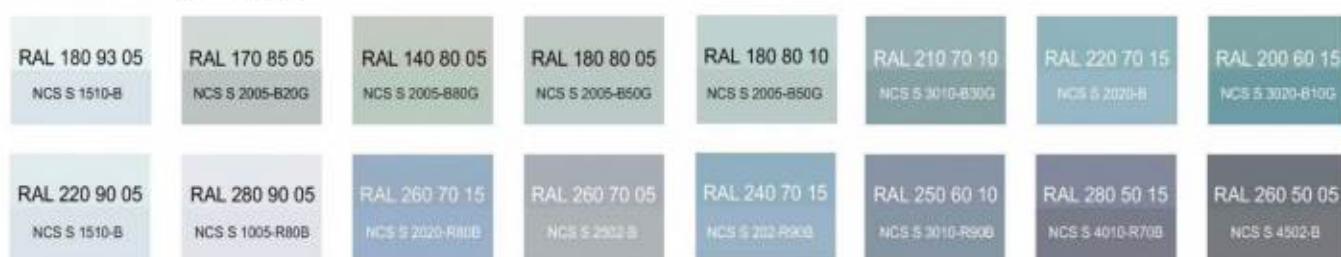 RAL 180 93 05
NCS S 1510-B
RAL 170 85 05
NCS S 2005-B20G
RAL 140 80 05
NCS S 2005-B80G
RAL 180 80 05
NCS S 2005-B50G
RAL 180 80 10
NCS S 2005-B50G
RAL 210 70 10
NCS S 3010-B30G
RAL 220 70 15
NCS S 2020-B
RAL 200 60 15
NCS S 3020-B10G
RAL 220 90 05
NCS S 1510-B
RAL 280 90 05
NCS S 1005-R80B
RAL 260 70 15
NCS S 2020-R80B
RAL 260 70 05
NCS S 2502-B
RAL 240 70 15
NCS S 202-R90B
RAL 250 60 10
NCS S 3010-R90B
RAL 280 50 15
NCS S 4010-R70B
RAL 260 50 05
NCS S 4502-B